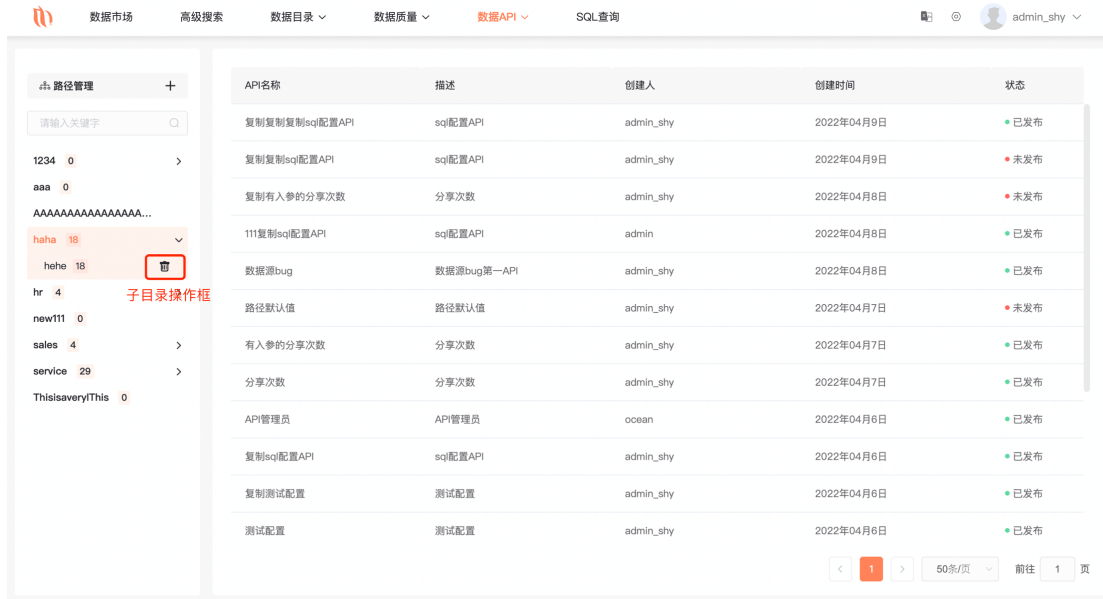 数据市场 高级搜索 数据目录 数据质量 数据API SQL查询 admin_shy
路径管理
请输入关键字
1234 0
aaa 0
AAAAAAAAAAAAAAAA...
haha 18
hehe 18
子目录操作框
hr 4
new111 0
sales 4
service 29
ThisisaverylThis 0
API名称 描述 创建人 创建时间 状态
复制复制复制sql配置API sql配置API admin_shy 2022年04月9日 已发布
复制复制sql配置API sql配置API admin_shy 2022年04月9日 未发布
复制有入参的分享次数 分享次数 admin_shy 2022年04月8日 未发布
111复制sql配置API sql配置API admin 2022年04月8日 已发布
数据源bug 数据源bug第一API admin_shy 2022年04月8日 已发布
路径默认值 路径默认值 admin_shy 2022年04月7日 未发布
有入参的分享次数 分享次数 admin_shy 2022年04月7日 已发布
分享次数 分享次数 admin_shy 2022年04月7日 已发布
API管理员 API管理员 ocean 2022年04月6日 已发布
复制sql配置API sql配置API admin_shy 2022年04月6日 已发布
复制测试配置 测试配置 admin_shy 2022年04月6日 已发布
测试配置 测试配置 admin_shy 2022年04月6日 已发布
1 50条/页 前往 1 页